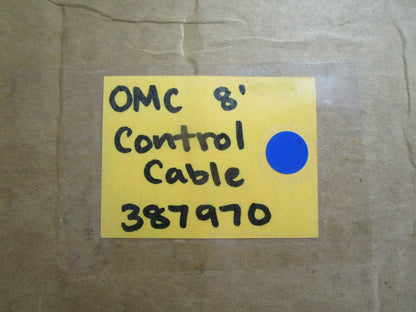 OMC 8'
Control
Cable
387970